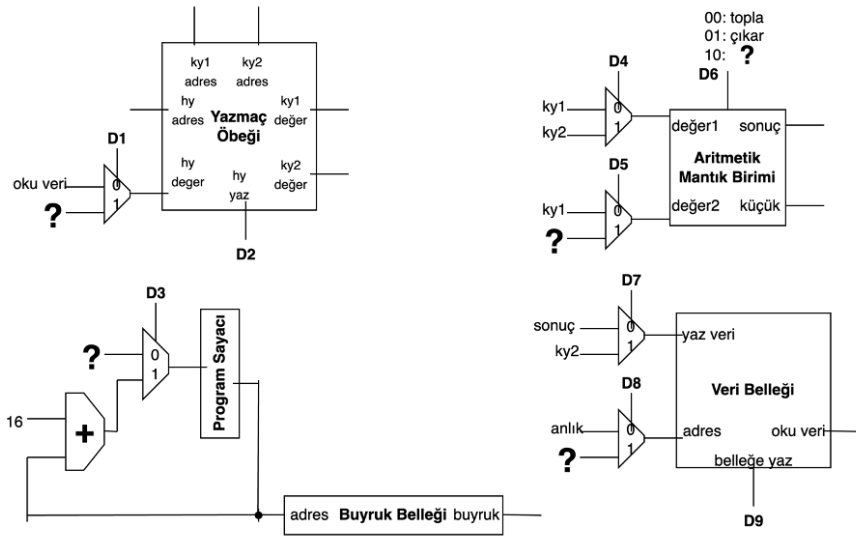 ky1
adres
ky2
adres
hy
adres
Yazmaç
Öbeği
ky1
değer
D1
oku veri
?
0
1
hy
deger
hy
yaz
ky2
değer
D2
00: topla
01: çıkar
10: ?
D6
D4
ky1
ky2
0
1
değer1
sonuç
Aritmetik
Mantık Birimi
D5
ky1
?
0
1
değer2
küçük
D3
?
0
1
Program Sayacı
16
+
adres Buyruk Belleği buyruk
D7
sonuç
ky2
0
1
yaz veri
Veri Belleği
D8
anlık
?
0
1
adres
oku veri
belleğe yaz
D9